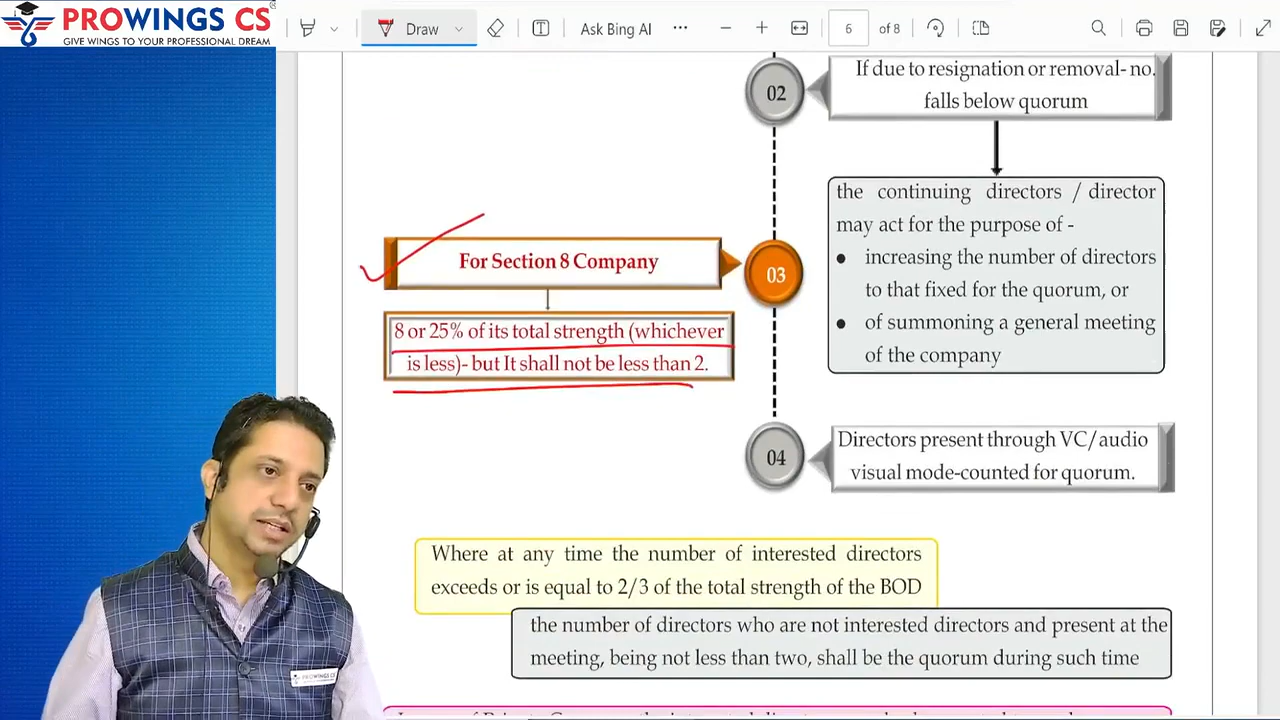 PROWINGS CS
GIVE WINGS TO YOUR PROFESSIONAL DREAM
Draw
Ask Bing AI
6
of 8
02
If due to resignation or removal- no.
falls below quorum
the continuing directors / director
may act for the purpose of -
increasing the number of directors
to that fixed for the quorum, or
of summoning a general meeting
of the company
For Section 8 Company
03
8 or 25% of its total strength (whichever
is less)- but It shall not be less than 2.
04
Directors present through VC/audio
visual mode-counted for quorum.
Where at any time the number of interested directors
exceeds or is equal to 2/3 of the total strength of the BOD
the number of directors who are not interested directors and present at the
meeting, being not less than two, shall be the quorum during such time
PROWINGS CS